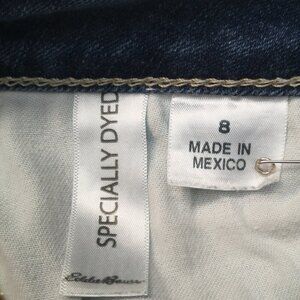 SPECIALLY DYED
Eddie Bauer
8
MADE IN
MEXICO